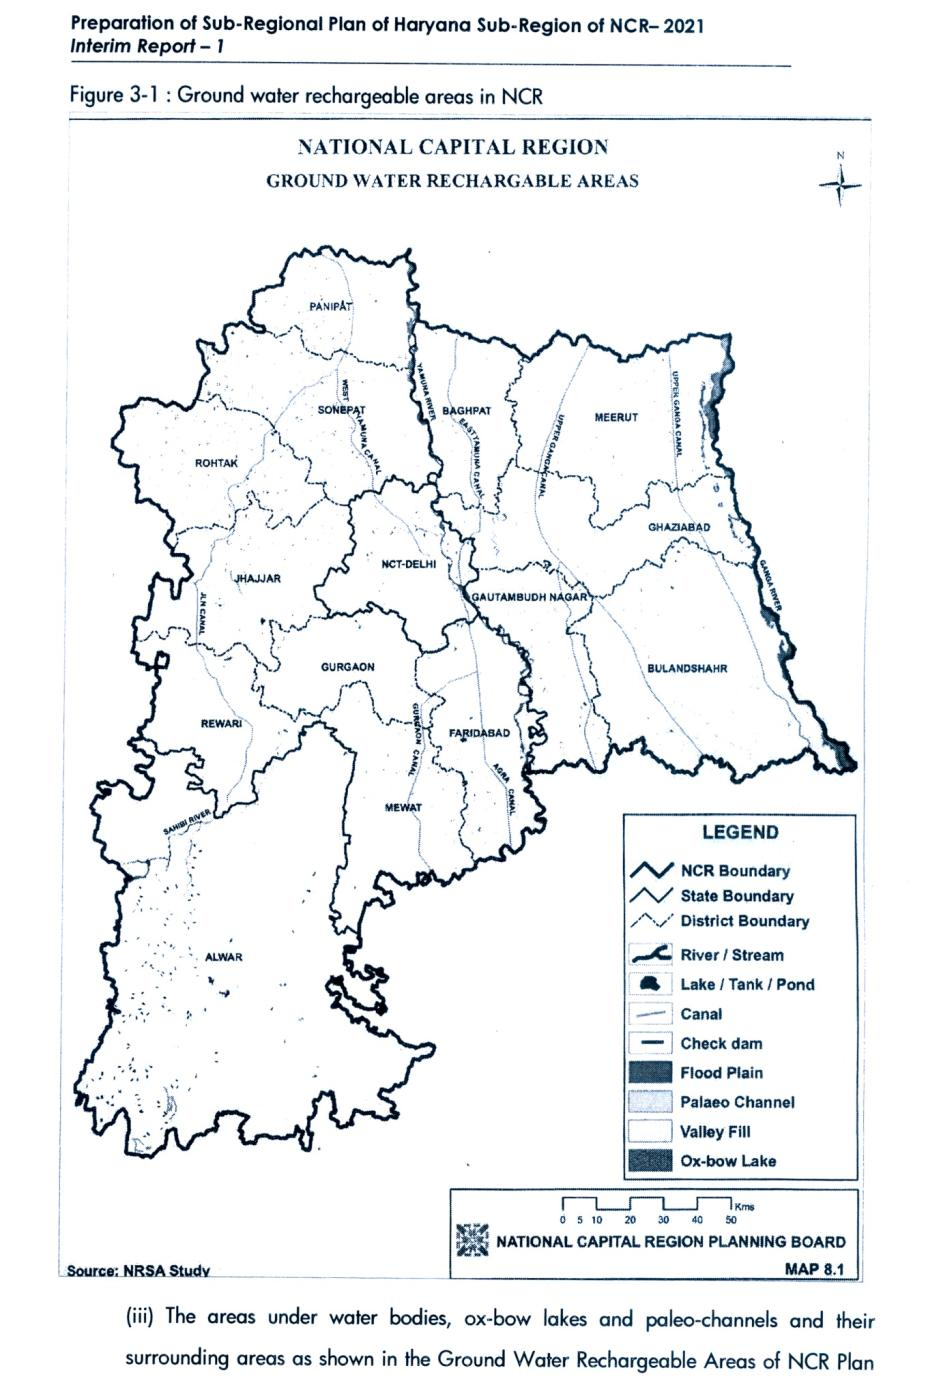 Preparation of Sub-Regional Plan of Haryana Sub-Region of NCR– 2021
Interim Report – 1
Figure 3-1 : Ground water rechargeable areas in NCR
NATIONAL CAPITAL REGION
GROUND WATER RECHARGABLE AREAS
N
PANIPAT
YAMUNA RIVER
WEST YAMUNA CANAL
SONEPAT
BAGHPAT
EAST YAMUNA CANAL
UPPER GANGA CANAL
MEERUT
UPPER GANGA CANAL
ROHTAK
GHAZIABAD
NCT-DELHI
JHAJJAR
GAUTAMBUDH NAGAR
GANGA RIVER
JLN CANAL
GURGAON
BULANDSHAHR
REWARI
GURGAON CANAL
FARIDABAD
AGRA CANAL
MEWAT
SAHIBI RIVER
ALWAR
LEGEND
NCR Boundary
State Boundary
District Boundary
River / Stream
Lake / Tank / Pond
Canal
Check dam
Flood Plain
Palaeo Channel
Valley Fill
Ox-bow Lake
Kms
0 5 10 20 30 40 50
NATIONAL CAPITAL REGION PLANNING BOARD
MAP 8.1
Source: NRSA Study
(iii) The areas under water bodies, ox-bow lakes and paleo-channels and their
surrounding areas as shown in the Ground Water Rechargeable Areas of NCR Plan